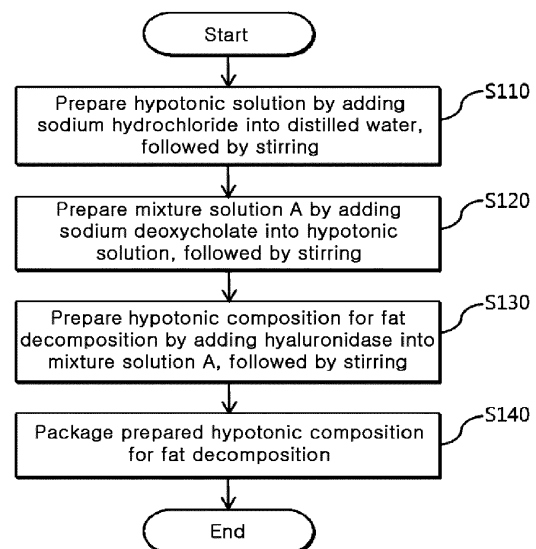 Start
S110
Prepare hypotonic solution by adding
sodium hydrochloride into distilled water,
followed by stirring
S120
Prepare mixture solution A by adding
sodium deoxycholate into hypotonic
solution, followed by stirring
S130
Prepare hypotonic composition for fat
decomposition by adding hyaluronidase into
mixture solution A, followed by stirring
S140
Package prepared hypotonic composition
for fat decomposition
End